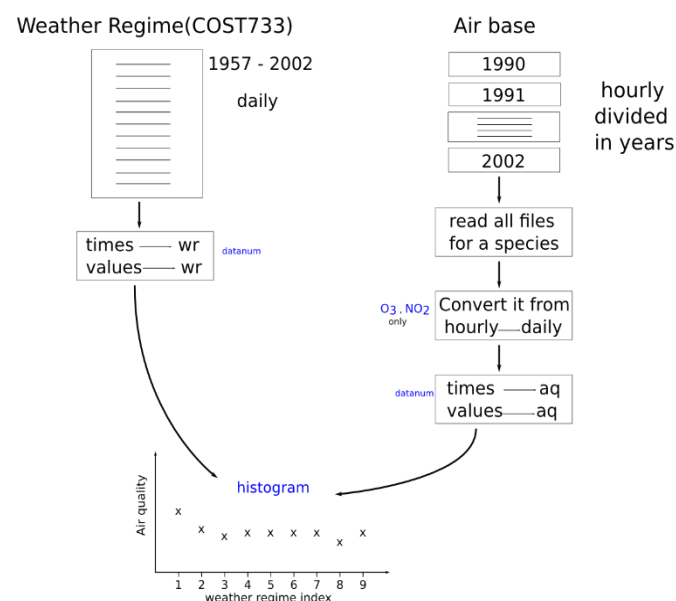 Weather Regime(COST733)
1957 - 2002
daily
times wr
values wr
datanum
Air base
1990
1991
2002
hourly
divided
in years
read all files
for a species
O3 , NO2
only
Convert it from
hourly daily
datanum
times aq
values aq
histogram
Air quality
x x x x x x x x x
1 2 3 4 5 6 7 8 9
weather regime index